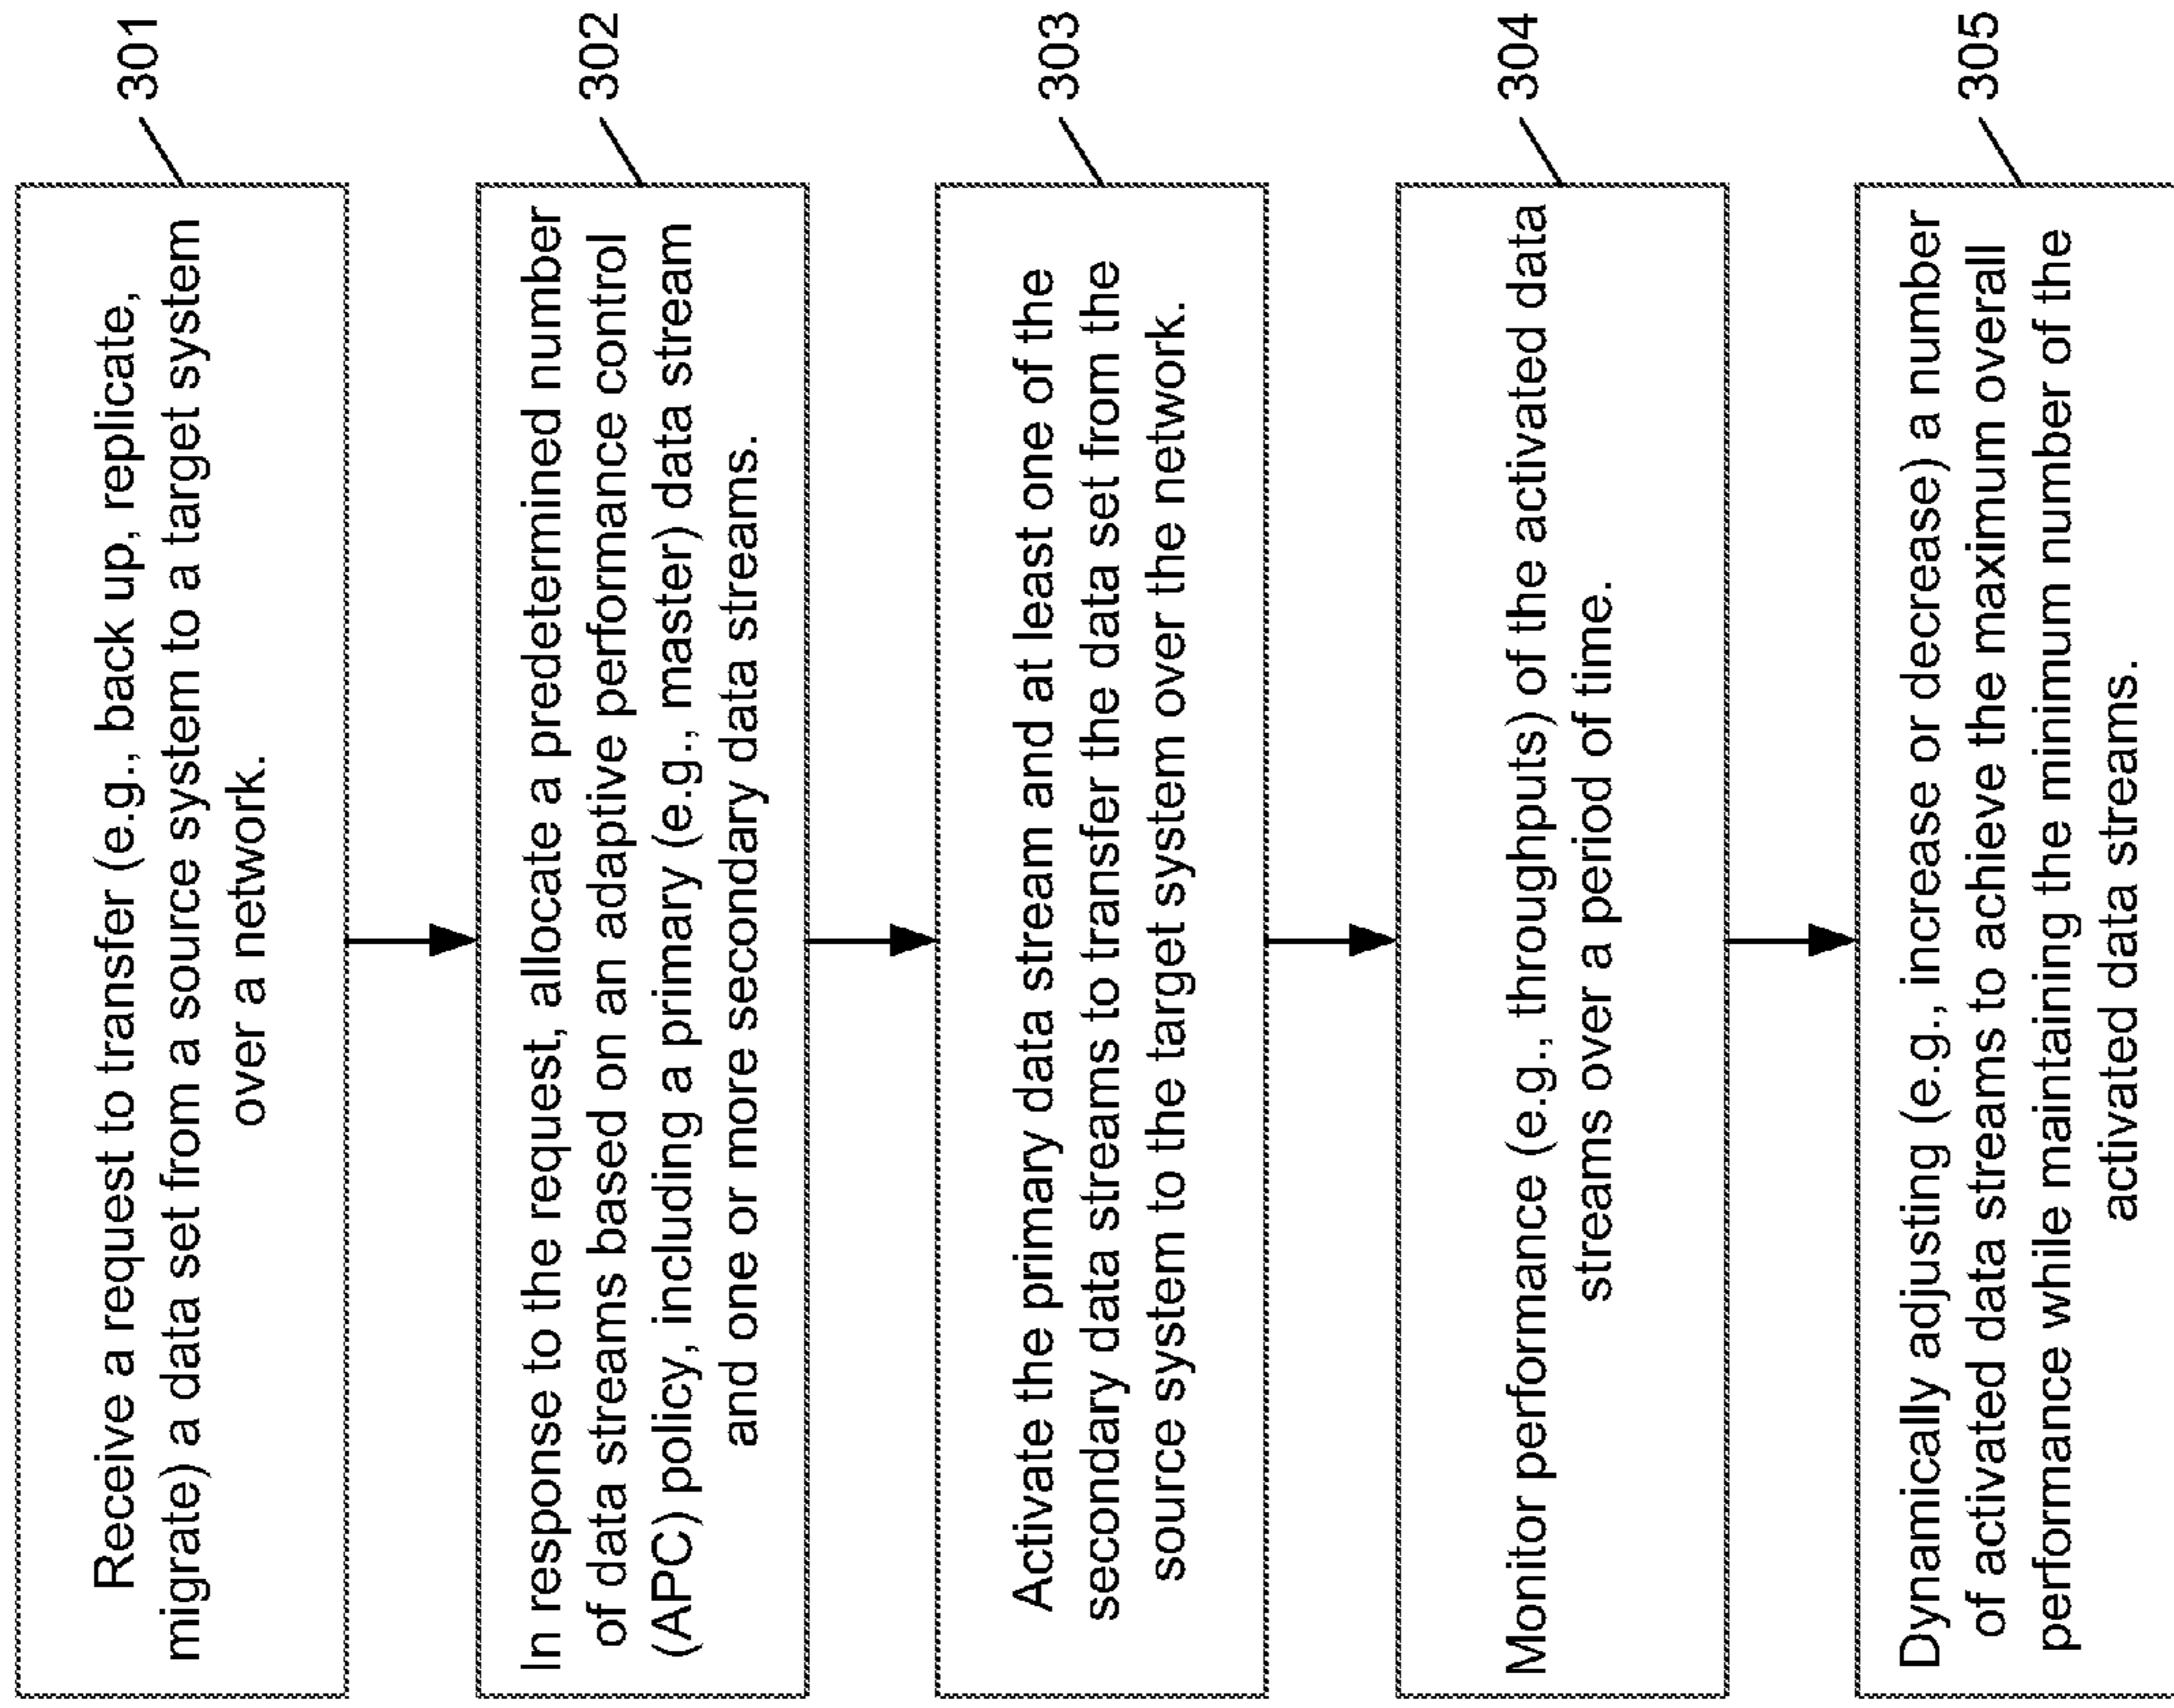 301
Receive a request to transfer (e.g., back up, replicate,
migrate) a data set from a source system to a target system
over a network.
302
In response to the request, allocate a predetermined number
of data streams based on an adaptive performance control
(APC) policy, including a primary (e.g., master) data stream
and one or more secondary data streams.
303
Activate the primary data stream and at least one of the
secondary data streams to transfer the data set from the
source system to the target system over the network.
304
Monitor performance (e.g., throughputs) of the activated data
streams over a period of time.
305
Dynamically adjusting (e.g., increase or decrease) a number
of activated data streams to achieve the maximum overall
performance while maintaining the minimum number of the
activated data streams.